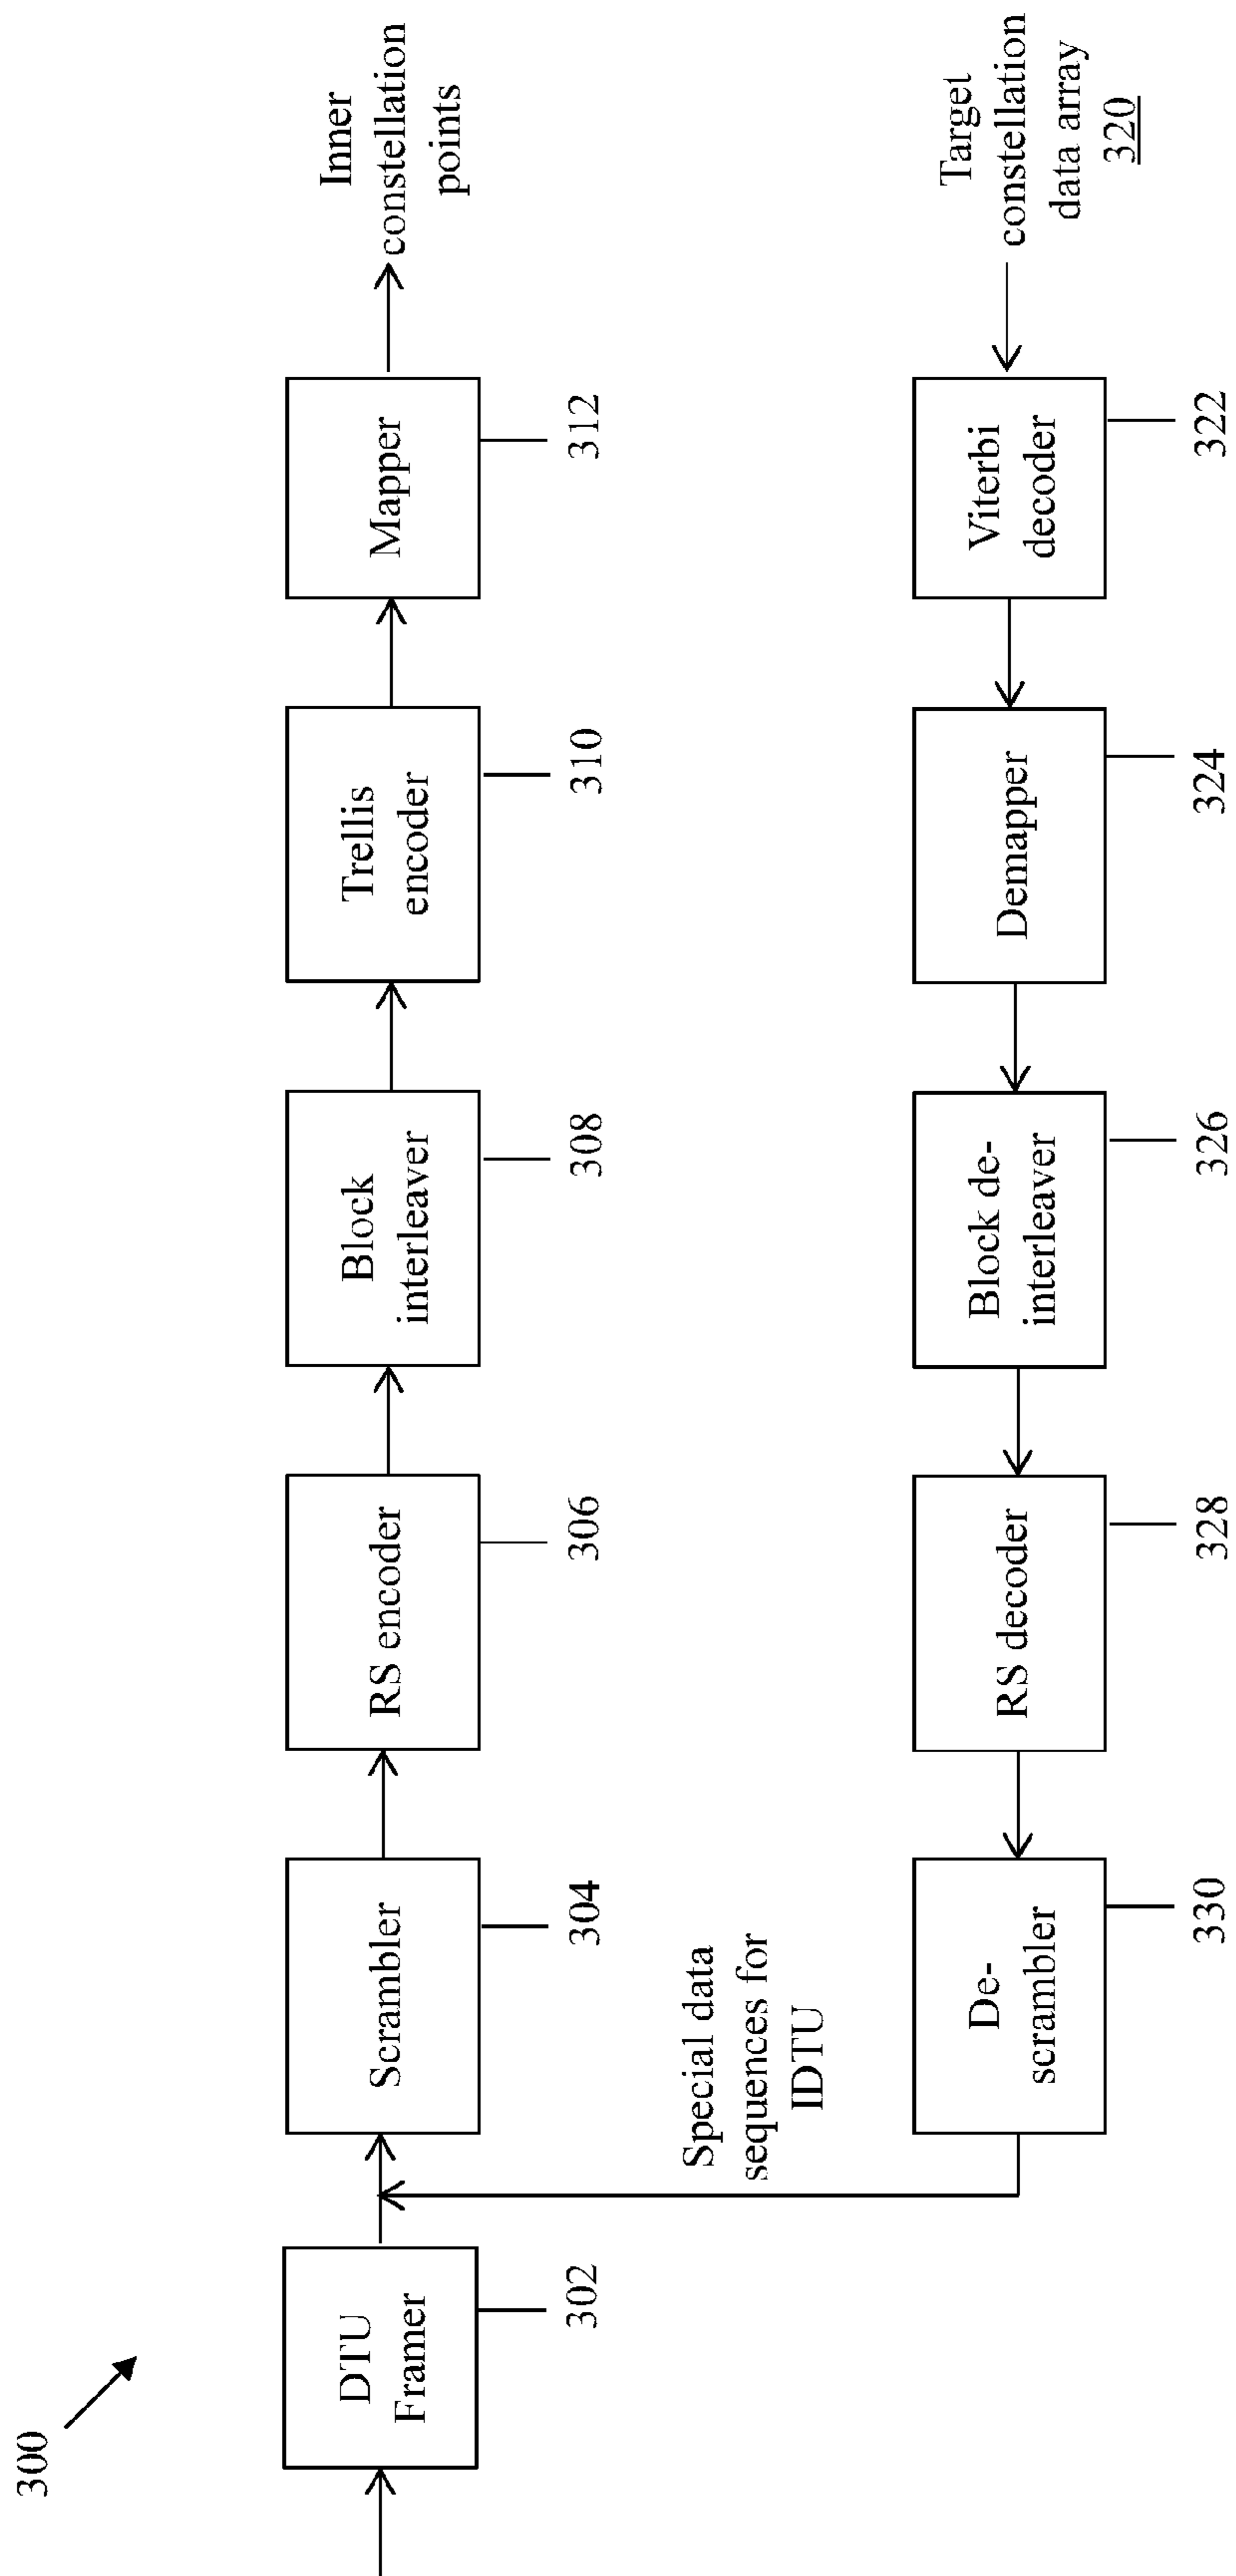 300
DTU
Framer
302
Scrambler
304
RS encoder
306
Block
interleaver
308
Trellis
encoder
310
Mapper
312
Inner
constellation
points
Special data
sequences for
IDTU
De-
scrambler
330
RS decoder
328
Block de-
interleaver
326
Demapper
324
Viterbi
decoder
322
Target
constellation
data array
320